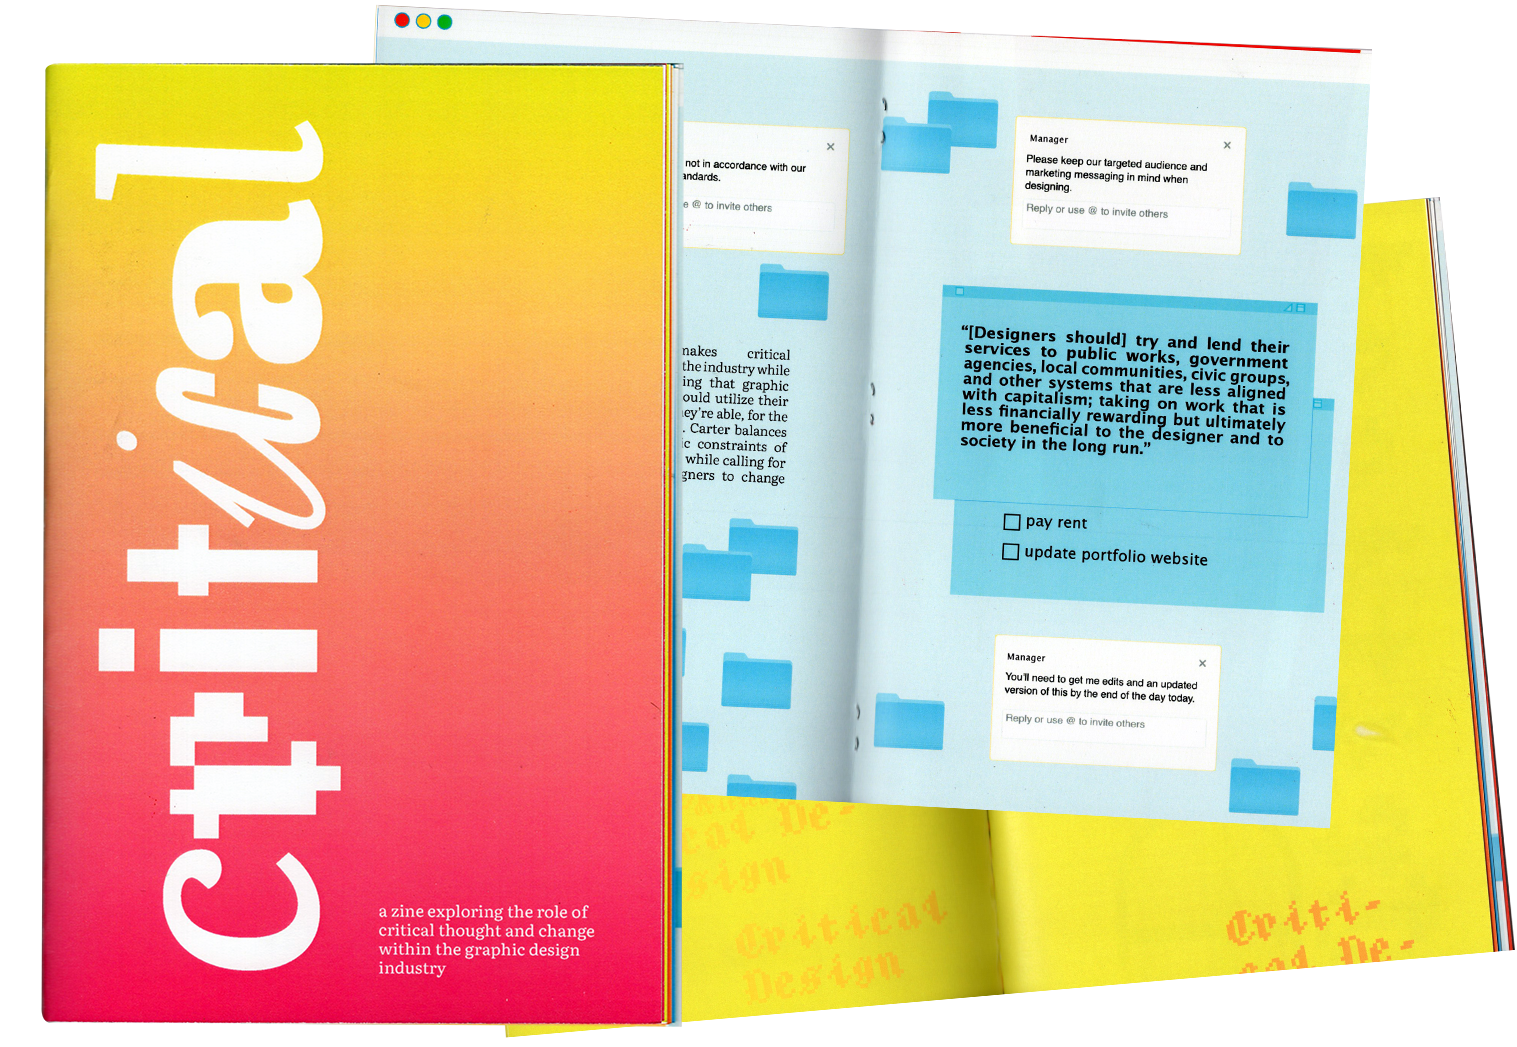 Critical
a zine exploring the role of
critical thought and change
within the graphic design
industry
not in accordance with our
andards.
e @ to invite others
makes critical
the industry while
ing that graphic
ould utilize their
ey're able, for the
. Carter balances
ic constraints of
while calling for
gners to change
Manager
Please keep our targeted audience and
marketing messaging in mind when
designing.
Reply or use @ to invite others
“[Designers should] try and lend their
services to public works, government
agencies, local communities, civic groups,
and other systems that are less aligned
with capitalism; taking on work that is
less financially rewarding but ultimately
more beneficial to the designer and to
society in the long run.”
pay rent
update portfolio website
Manager
You'll need to get me edits and an updated
version of this by the end of the day today.
Reply or use @ to invite others
cal De-
sign
Critical
Design
Criti-
cal De-